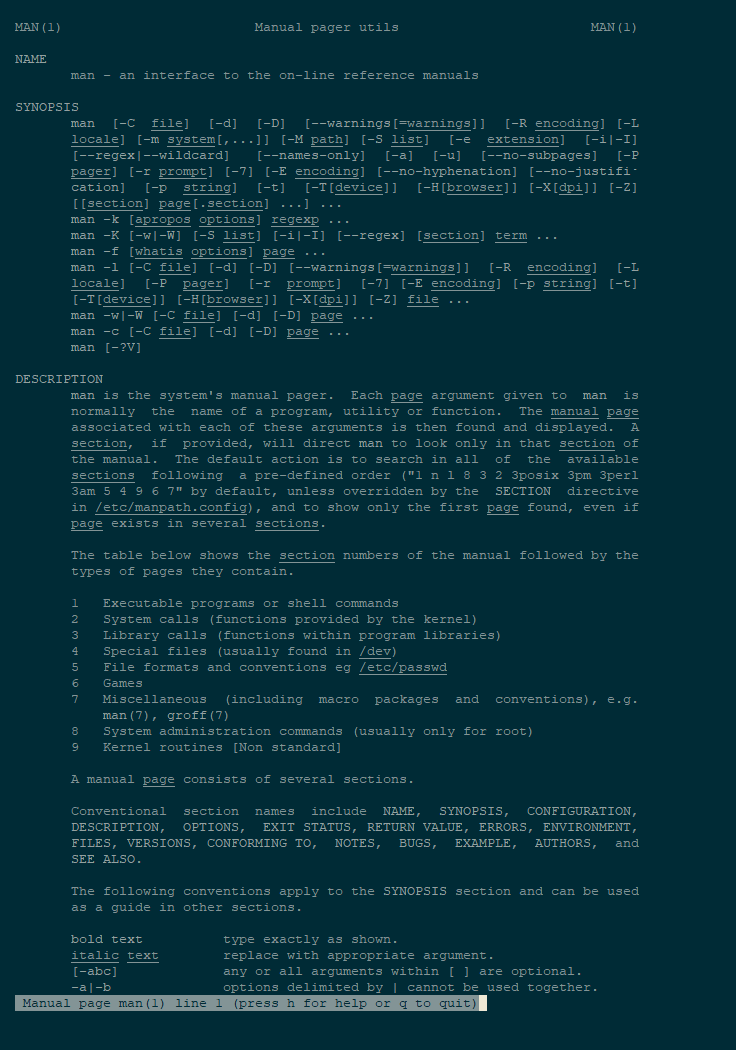 MAN(1)                        Manual pager utils                        MAN(1)
NAME
man - an interface to the on-line reference manuals
SYNOPSIS
man  [-C  file]  [-d]  [-D]  [--warnings[=warnings]]  [-R encoding] [-L
locale] [-m system[,...]] [-M path] [-S list]  [-e  extension]  [-i|-I]
[--regex|--wildcard]   [--names-only]  [-a]  [-u]  [--no-subpages]  [-P
pager] [-r prompt] [-7] [-E encoding] [--no-hyphenation] [--no-justifi-
cation]  [-p  string]  [-t]  [-T[device]]  [-H[browser]]  [-X[dpi]] [-Z]
[[section] page[.section] ...] ...
man -k [apropos options] regexp ...
man -K [-w|-W] [-S list] [-i|-I] [--regex] [section] term ...
man -f [whatis options] page ...
man -l [-C file] [-d] [-D] [--warnings[=warnings]]  [-R  encoding]  [-L
locale]  [-P  pager]  [-r  prompt]  [-7] [-E encoding] [-p string] [-t]
[-T[device]] [-H[browser]] [-X[dpi]] [-Z] file ...
man -w|-W [-C file] [-d] [-D] page ...
man -c [-C file] [-d] [-D] page ...
man [-?V]
DESCRIPTION
man is the system's manual pager.  Each page argument given to  man  is
normally  the  name of a program, utility or function.  The manual page
associated with each of these arguments is then found and displayed.  A
section,  if  provided, will direct man to look only in that section of
the manual.  The default action is to search in all  of  the  available
sections  following  a pre-defined order ("1 n l 8 3 2 3posix 3pm 3perl
3am 5 4 9 6 7" by default, unless overridden by the  SECTION  directive
in /etc/manpath.config), and to show only the first page found, even if
page exists in several sections.
The table below shows the section numbers of the manual followed by the
types of pages they contain.
1   Executable programs or shell commands
2   System calls (functions provided by the kernel)
3   Library calls (functions within program libraries)
4   Special files (usually found in /dev)
5   File formats and conventions eg /etc/passwd
6   Games
7   Miscellaneous  (including  macro  packages  and  conventions), e.g.
man(7), groff(7)
8   System administration commands (usually only for root)
9   Kernel routines [Non standard]
A manual page consists of several sections.
Conventional  section  names  include  NAME,  SYNOPSIS,  CONFIGURATION,
DESCRIPTION,  OPTIONS,  EXIT STATUS, RETURN VALUE, ERRORS, ENVIRONMENT,
FILES, VERSIONS, CONFORMING TO,  NOTES,  BUGS,  EXAMPLE,  AUTHORS,  and
SEE ALSO.
The following conventions apply to the SYNOPSIS section and can be used
as a guide in other sections.
bold text          type exactly as shown.
italic text        replace with appropriate argument.
[-abc]             any or all arguments within [ ] are optional.
-a|-b              options delimited by | cannot be used together.
Manual page man(1) line 1 (press h for help or q to quit)